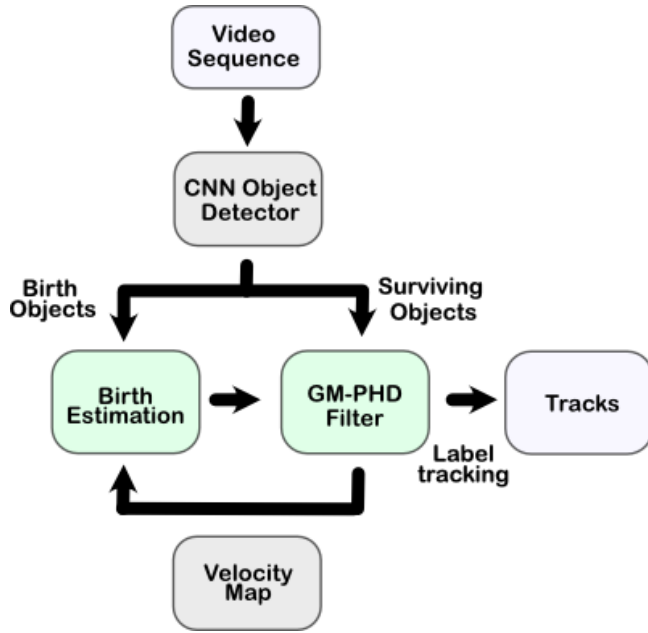 Video
Sequence
CNN Object
Detector
Birth
Objects
Surviving
Objects
Birth
Estimation
GM-PHD
Filter
Tracks
Label
tracking
Velocity
Map